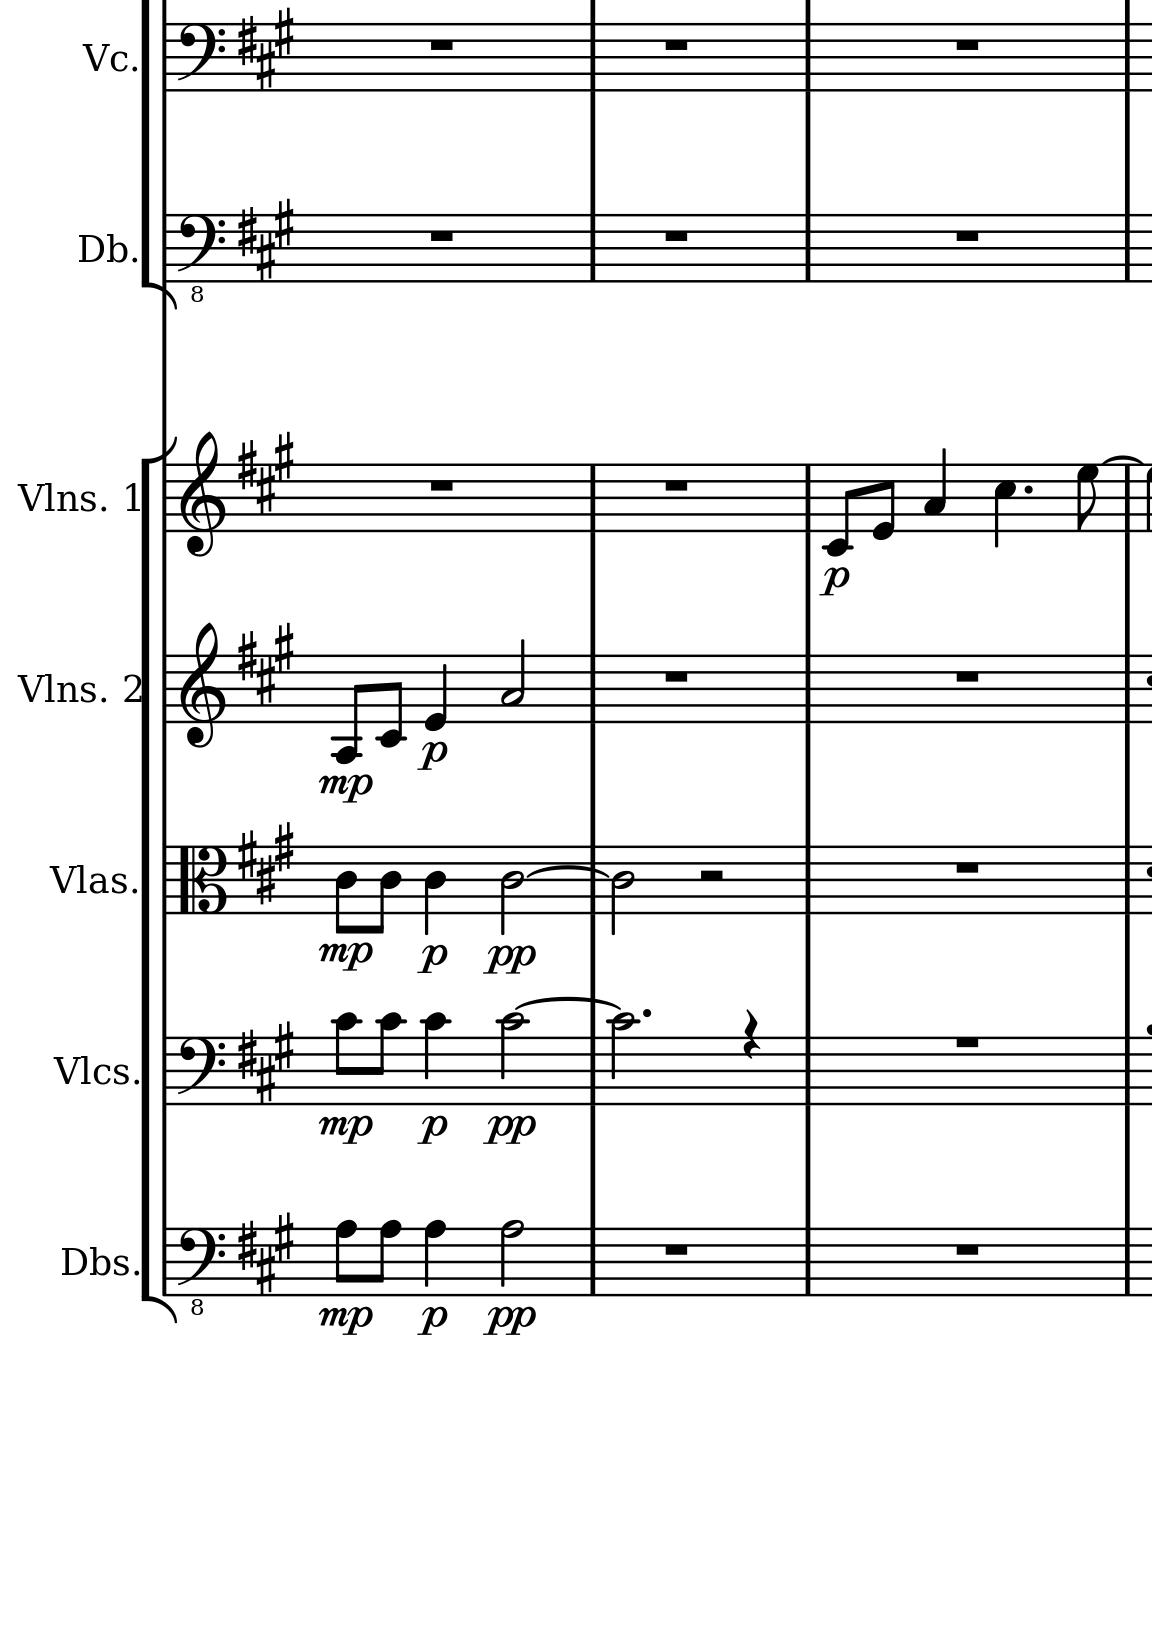 Vc.
Db.
8
Vlns. 1
p
Vlns. 2
p
mp
Vlas.
mp p pp
Vlcs.
mp p pp
Dbs.
8
mp p pp